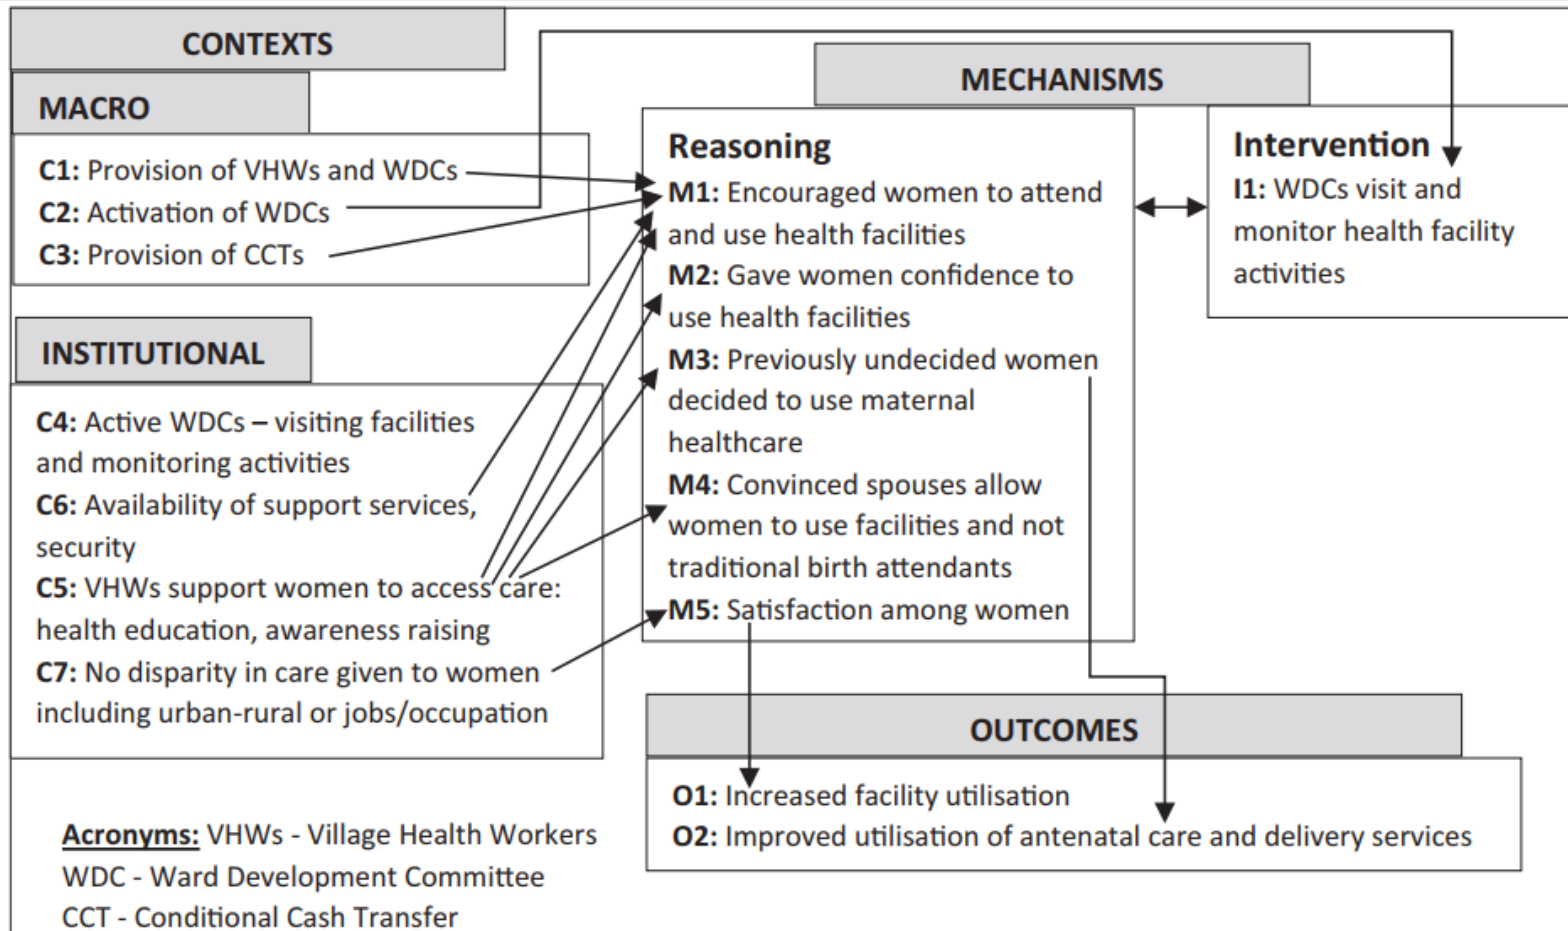 CONTEXTS
MACRO
C1: Provision of VHWs and WDCs
C2: Activation of WDCs
C3: Provision of CCTs
INSTITUTIONAL
C4: Active WDCs – visiting facilities
and monitoring activities
C6: Availability of support services,
security
C5: VHWs support women to access care:
health education, awareness raising
C7: No disparity in care given to women
including urban-rural or jobs/occupation
MECHANISMS
Reasoning
M1: Encouraged women to attend
and use health facilities
M2: Gave women confidence to
use health facilities
M3: Previously undecided women
decided to use maternal
healthcare
M4: Convinced spouses allow
women to use facilities and not
traditional birth attendants
M5: Satisfaction among women
Intervention
I1: WDCs visit and
monitor health facility
activities
OUTCOMES
O1: Increased facility utilisation
O2: Improved utilisation of antenatal care and delivery services
Acronyms: VHWs - Village Health Workers
WDC - Ward Development Committee
CCT - Conditional Cash Transfer